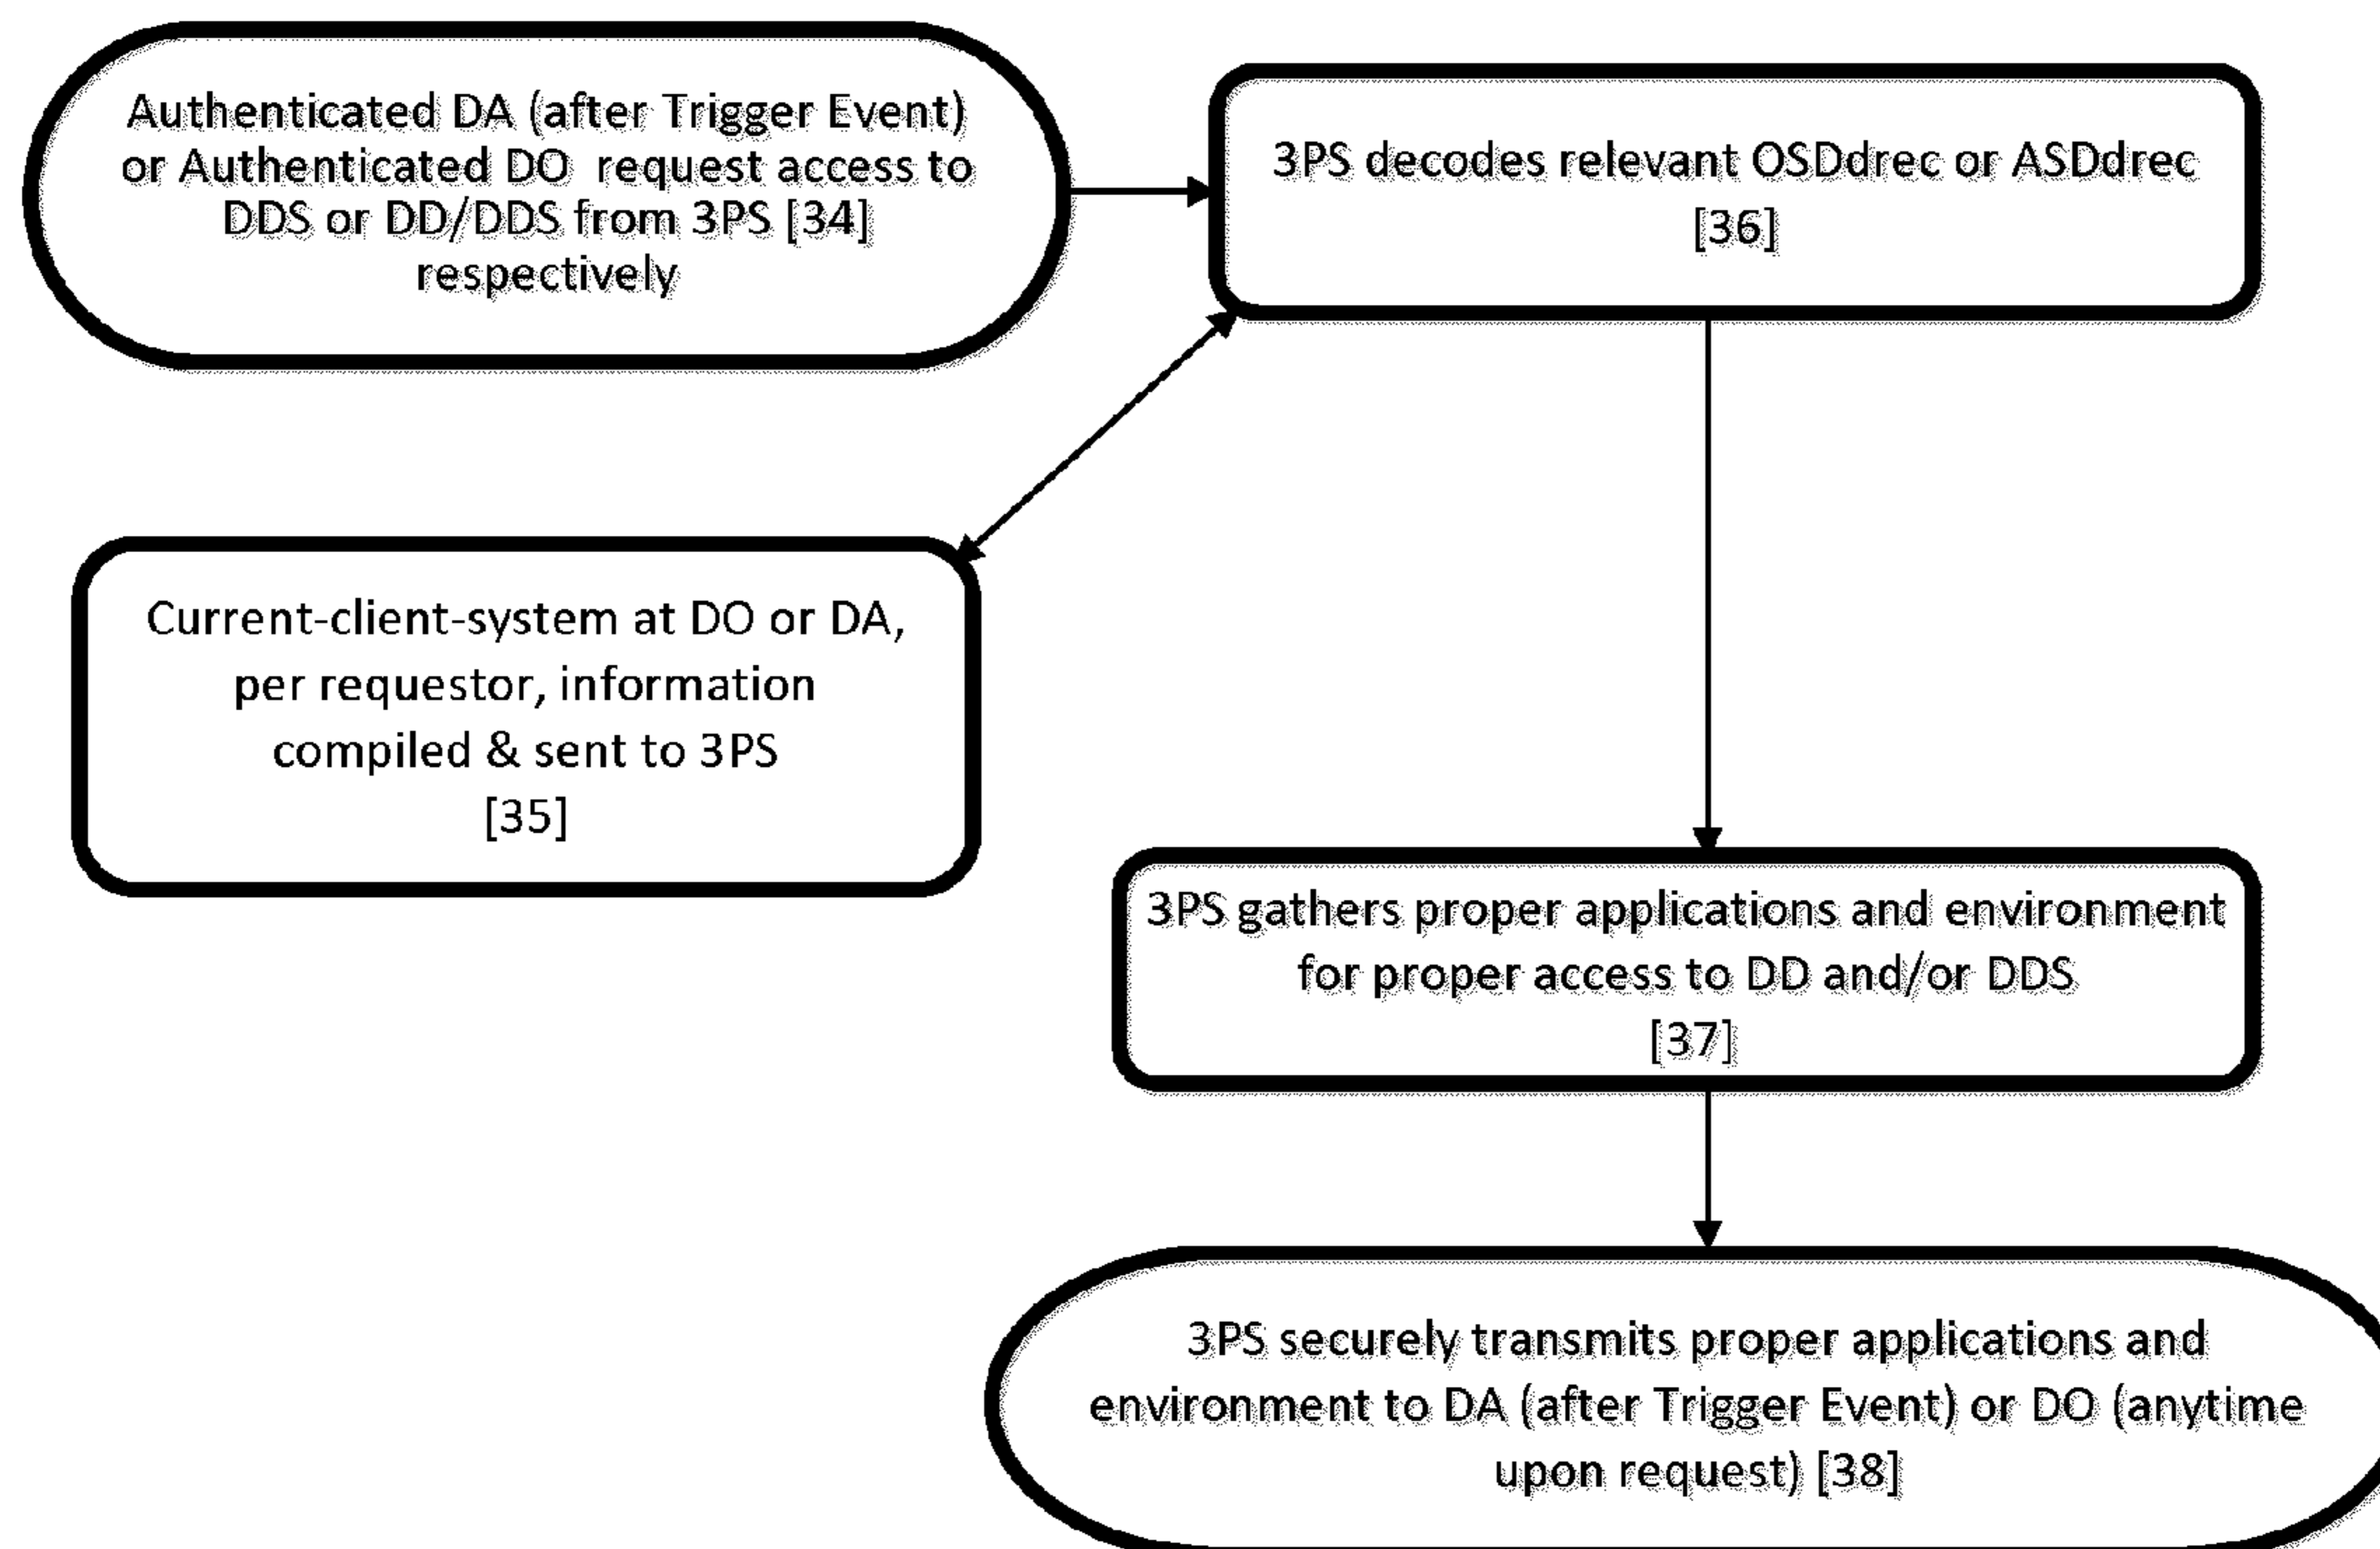 Authenticated DA (after Trigger Event)
or Authenticated DO request access to
DDS or DD/DDS from 3PS [34]
respectively
3PS decodes relevant OSDdrec or ASDdrec
[36]
Current-client-system at DO or DA,
per requestor, information
compiled & sent to 3PS
[35]
3PS gathers proper applications and environment
for proper access to DD and/or DDS
[37]
3PS securely transmits proper applications and
environment to DA (after Trigger Event) or DO (anytime
upon request) [38]